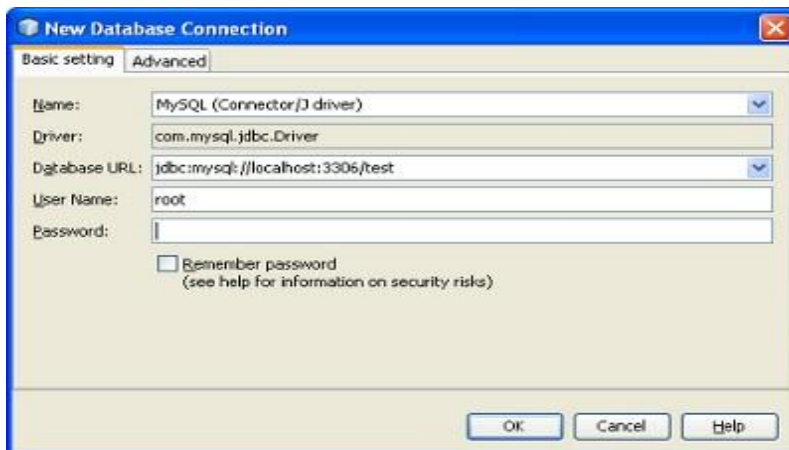 New Database Connection
Basic setting Advanced
Name: MySQL (Connector/J driver)
Driver: com.mysql.jdbc.Driver
Database URL: jdbc:mysql://localhost:3306/test
User Name: root
Password:
Remember password
(see help for information on security risks)
OK Cancel Help